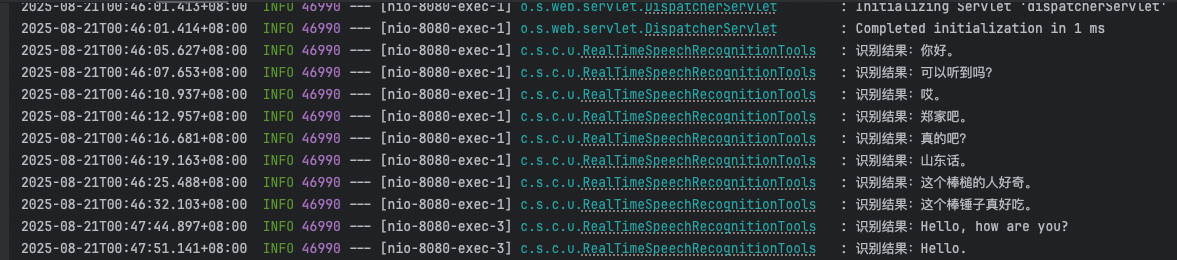 2025-08-21T00:46:01.413+08:00  INFO 46990 --- [nio-8080-exec-1] o.s.web.servlet.DispatcherServlet        : Initializing Servlet 'dispatcherServlet'
2025-08-21T00:46:01.414+08:00  INFO 46990 --- [nio-8080-exec-1] o.s.web.servlet.DispatcherServlet        : Completed initialization in 1 ms
2025-08-21T00:46:05.627+08:00  INFO 46990 --- [nio-8080-exec-1] c.s.c.u.RealTimeSpeechRecognitionTools   : 识别结果：你好。
2025-08-21T00:46:07.653+08:00  INFO 46990 --- [nio-8080-exec-1] c.s.c.u.RealTimeSpeechRecognitionTools   : 识别结果：可以听到吗？
2025-08-21T00:46:10.937+08:00  INFO 46990 --- [nio-8080-exec-1] c.s.c.u.RealTimeSpeechRecognitionTools   : 识别结果：哎。
2025-08-21T00:46:12.957+08:00  INFO 46990 --- [nio-8080-exec-1] c.s.c.u.RealTimeSpeechRecognitionTools   : 识别结果：郑家吧。
2025-08-21T00:46:16.681+08:00  INFO 46990 --- [nio-8080-exec-1] c.s.c.u.RealTimeSpeechRecognitionTools   : 识别结果：真的吧？
2025-08-21T00:46:19.163+08:00  INFO 46990 --- [nio-8080-exec-1] c.s.c.u.RealTimeSpeechRecognitionTools   : 识别结果：山东话。
2025-08-21T00:46:25.488+08:00  INFO 46990 --- [nio-8080-exec-1] c.s.c.u.RealTimeSpeechRecognitionTools   : 识别结果：这个棒槌的人好奇。
2025-08-21T00:46:32.103+08:00  INFO 46990 --- [nio-8080-exec-1] c.s.c.u.RealTimeSpeechRecognitionTools   : 识别结果：这个棒锤子真好吃。
2025-08-21T00:47:44.897+08:00  INFO 46990 --- [nio-8080-exec-3] c.s.c.u.RealTimeSpeechRecognitionTools   : 识别结果：Hello, how are you?
2025-08-21T00:47:51.141+08:00  INFO 46990 --- [nio-8080-exec-3] c.s.c.u.RealTimeSpeechRecognitionTools   : 识别结果：Hello.